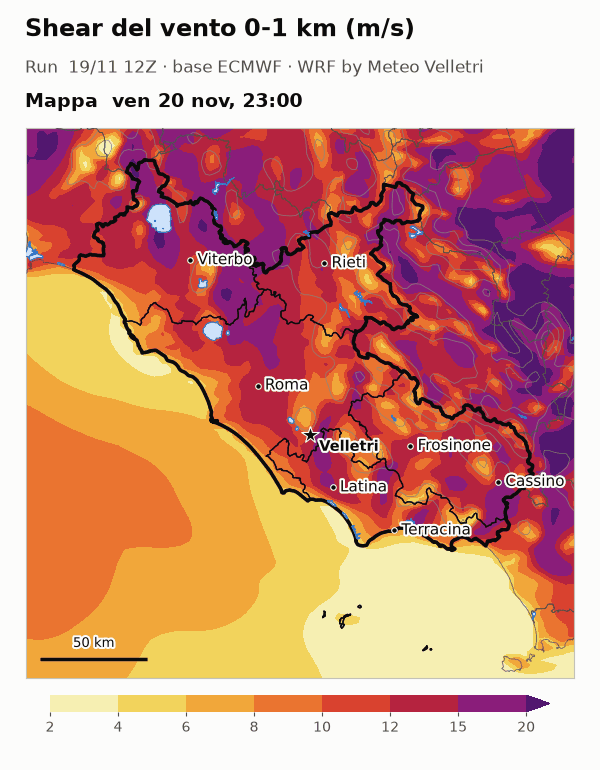 Shear del vento 0-1 km (m/s)
Run  19/11 12Z · base ECMWF · WRF by Meteo Velletri
Mappa  ven 20 nov, 23:00
Viterbo
Rieti
Roma
Velletri
Frosinone
Latina
Cassino
Terracina
50 km
2 4 6 8 10 12 15 20